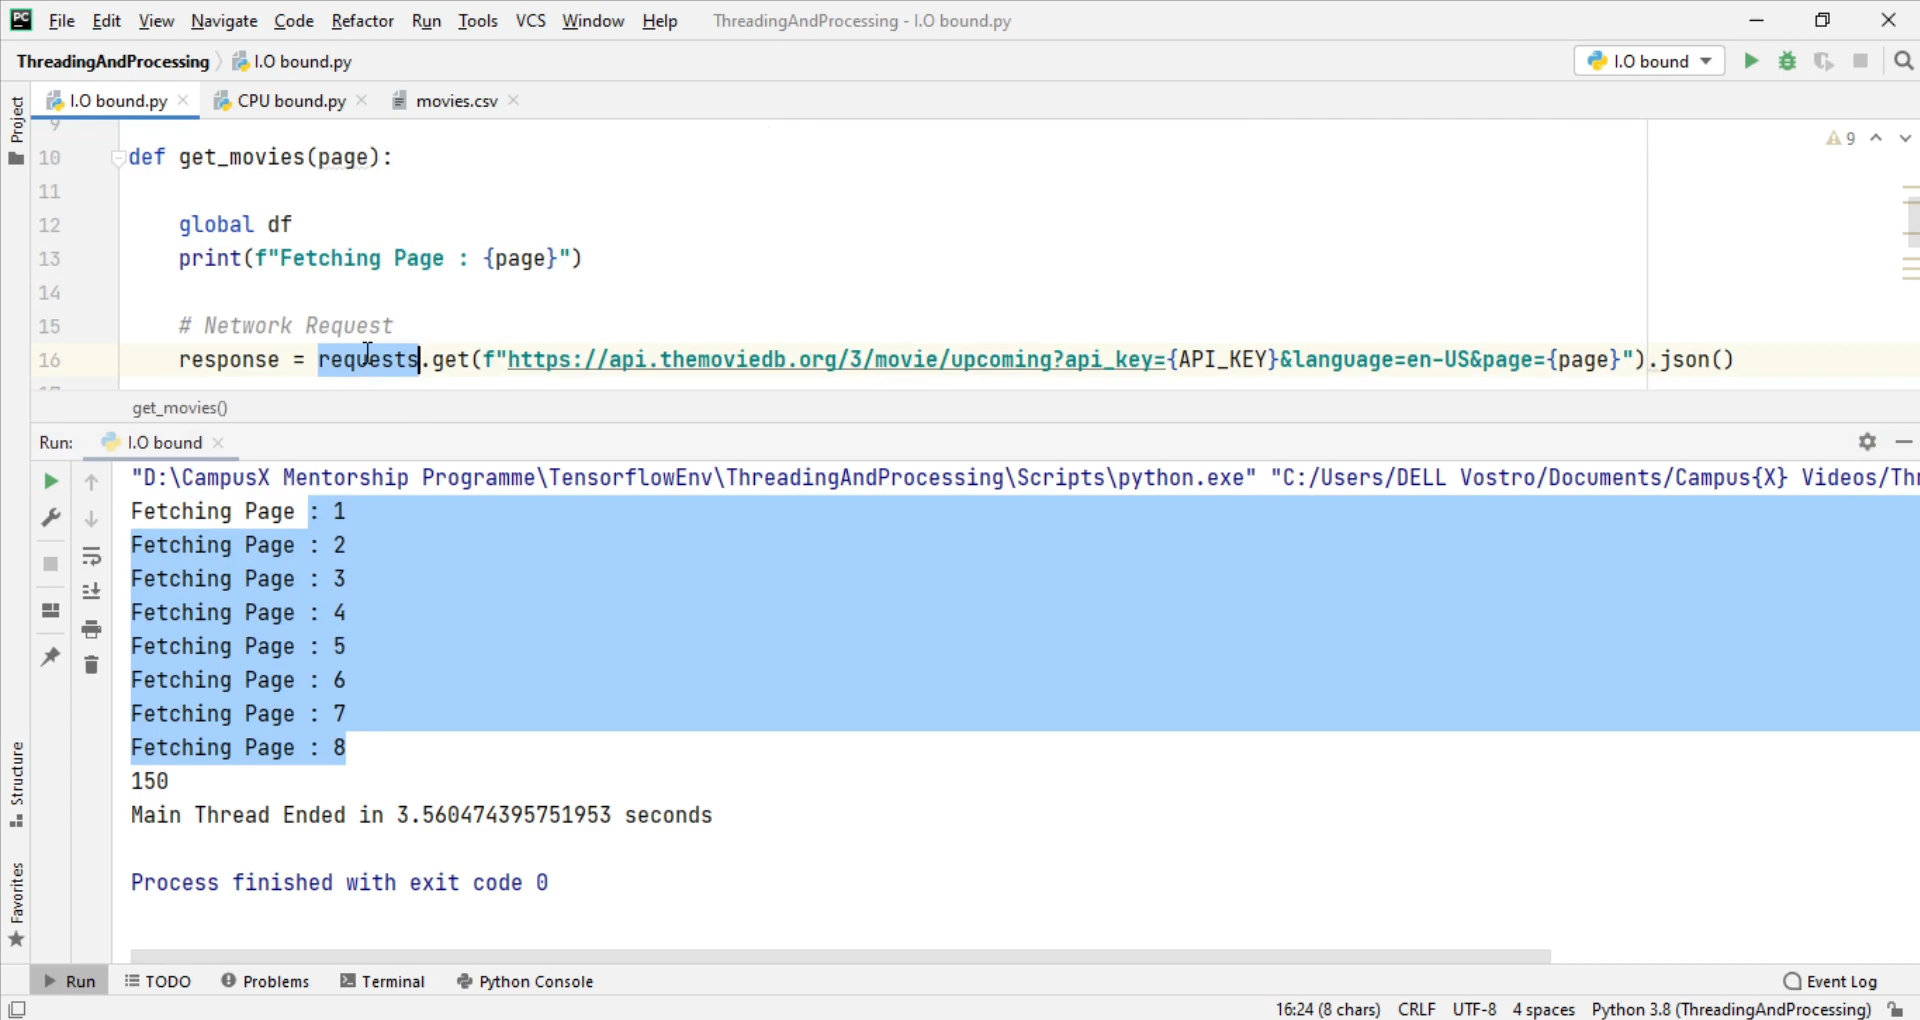 PC File Edit View Navigate Code Refactor Run Tools VCS Window Help ThreadingAndProcessing - I.O bound.py
ThreadingAndProcessing I.O bound.py I.O bound
I.O bound.py CPU bound.py movies.csv
Project
9
10 def get_movies(page):
9
11
12 global df
13 print(f"Fetching Page : {page}")
14
15 # Network Request
16 response = requests.get(f"https://api.themoviedb.org/3/movie/upcoming?api_key={API_KEY}&language=en-US&page={page}").json()
get_movies()
Run: I.O bound
"D:\CampusX Mentorship Programme\TensorflowEnv\ThreadingAndProcessing\Scripts\python.exe" "C:/Users/DELL Vostro/Documents/Campus{X} Videos/Thr
Fetching Page : 1
Fetching Page : 2
Fetching Page : 3
Fetching Page : 4
Fetching Page : 5
Fetching Page : 6
Fetching Page : 7
Fetching Page : 8
150
Main Thread Ended in 3.560474395751953 seconds
Process finished with exit code 0
Structure
Favorites
Run TODO Problems Terminal Python Console Event Log
16:24 (8 chars) CRLF UTF-8 4 spaces Python 3.8 (ThreadingAndProcessing)